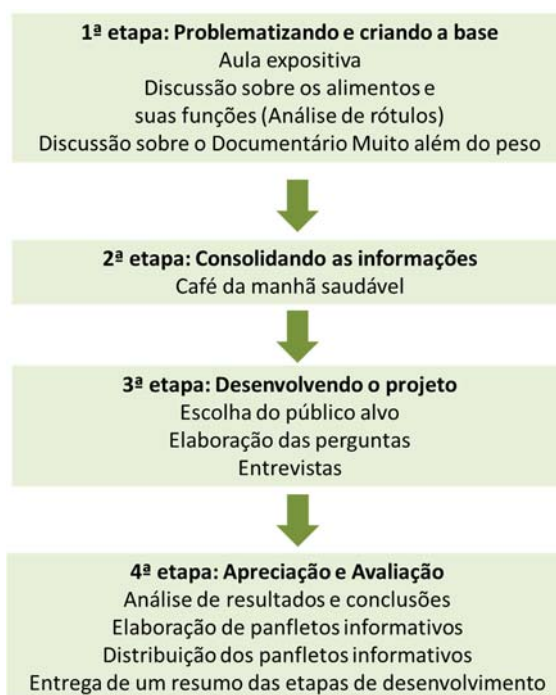 1ª etapa: Problematizando e criando a base
Aula expositiva
Discussão sobre os alimentos e
suas funções (Análise de rótulos)
Discussão sobre o Documentário Muito além do peso
2ª etapa: Consolidando as informações
Café da manhã saudável
3ª etapa: Desenvolvendo o projeto
Escolha do público alvo
Elaboração das perguntas
Entrevistas
4ª etapa: Apreciação e Avaliação
Análise de resultados e conclusões
Elaboração de panfletos informativos
Distribuição dos panfletos informativos
Entrega de um resumo das etapas de desenvolvimento